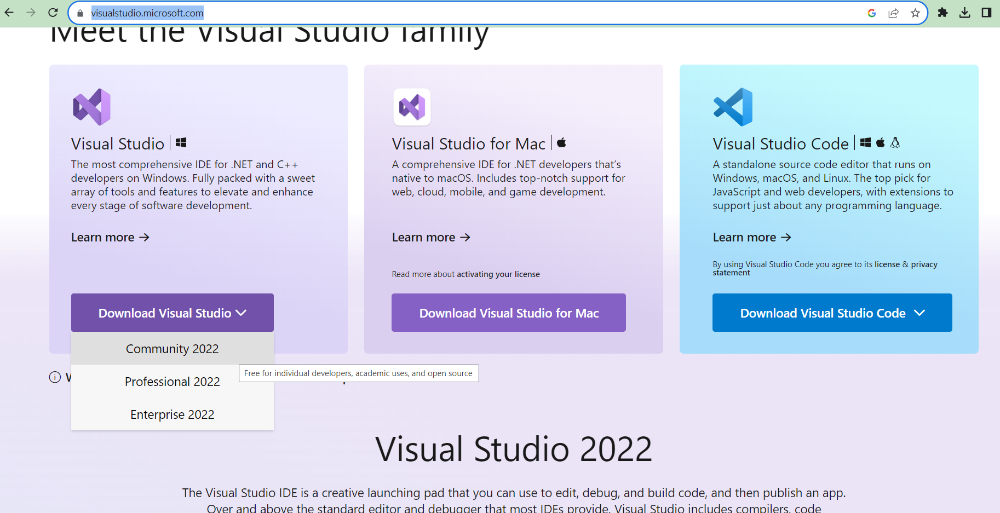 visualstudio.microsoft.com
Meet the Visual Studio family
Visual Studio
The most comprehensive IDE for .NET and C++
developers on Windows. Fully packed with a sweet
array of tools and features to elevate and enhance
every stage of software development.
Learn more
Download Visual Studio
Community 2022
Professional 2022
Enterprise 2022
Free for individual developers, academic uses, and open source
Visual Studio for Mac
A comprehensive IDE for .NET developers that’s
native to macOS. Includes top-notch support for
web, cloud, mobile, and game development.
Learn more
Read more about activating your license
Download Visual Studio for Mac
Visual Studio Code
A standalone source code editor that runs on
Windows, macOS, and Linux. The top pick for
JavaScript and web developers, with extensions to
support just about any programming language.
Learn more
By using Visual Studio Code you agree to its license & privacy
statement
Download Visual Studio Code
Visual Studio 2022
The Visual Studio IDE is a creative launching pad that you can use to edit, debug, and build code, and then publish an app.
Over and above the standard editor and debugger that most IDEs provide, Visual Studio includes compilers, code